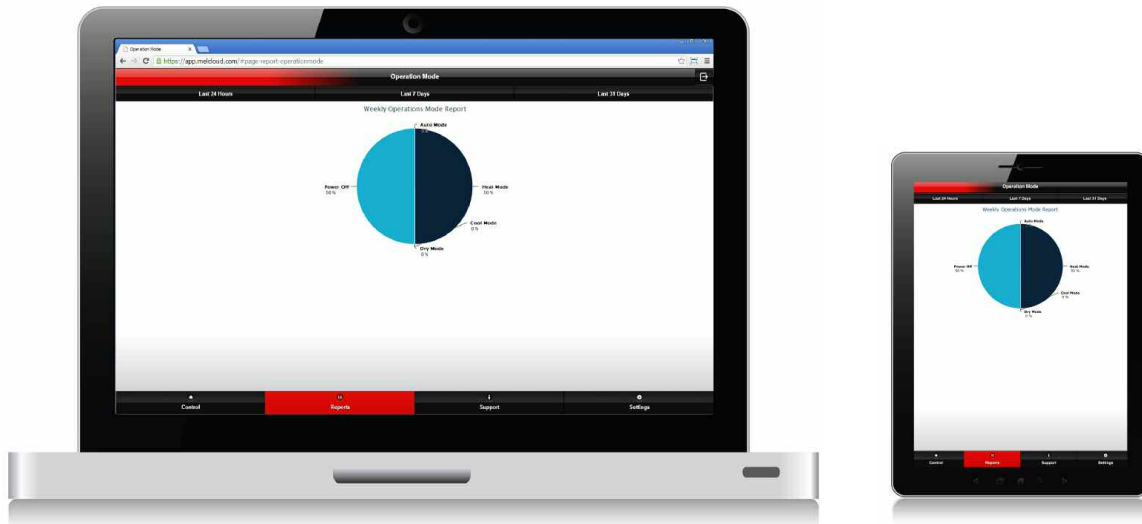 Operation Mode
https://app.melcloud.com/#page-report-operationmode
Operation Mode
Last 24 Hours Last 7 Days Last 31 Days
Weekly Operations Mode Report
Auto Mode
0 %
Power Off
50 %
Heat Mode
50 %
Cool Mode
0 %
Dry Mode
0 %
Control Reports Support Settings
Operation Mode
Last 24 Hours Last 7 Days Last 31 Days
Weekly Operations Mode Report
Auto Mode
Power Off
50 %
Heat Mode
50 %
Cool Mode
0 %
Dry Mode
0 %
Control Reports Support Settings